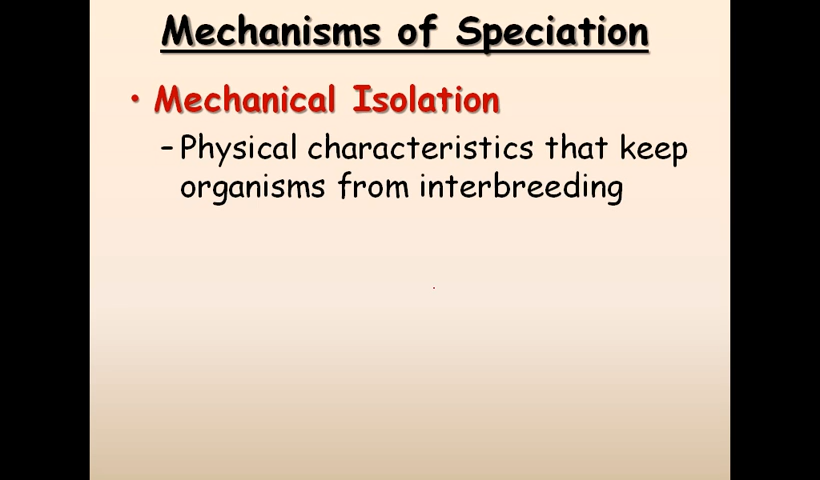 Mechanisms of Speciation
• Mechanical Isolation
– Physical characteristics that keep
organisms from interbreeding